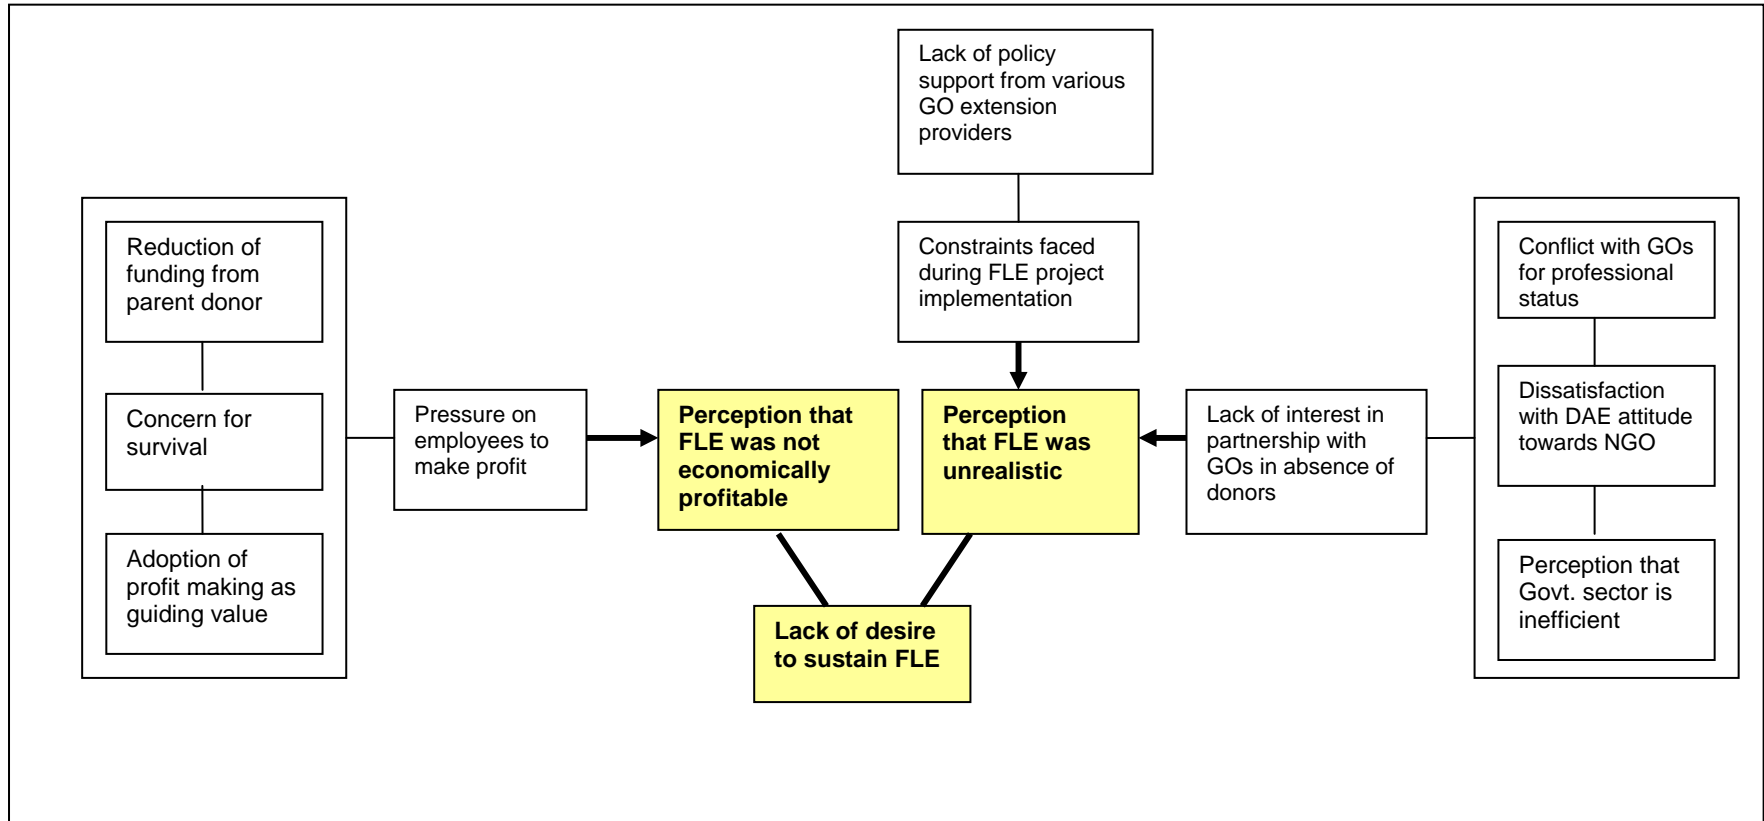 Lack of policy
support from various
GO extension
providers
Constraints faced
during FLE project
implementation
Reduction of
funding from
parent donor
Concern for
survival
Adoption of
profit making as
guiding value
Pressure on
employees to
make profit
Perception that
FLE was not
economically
profitable
Perception
that FLE was
unrealistic
Lack of interest in
partnership with
GOs in absence of
donors
Conflict with GOs
for professional
status
Dissatisfaction
with DAE attitude
towards NGO
Perception that
Govt. sector is
inefficient
Lack of desire
to sustain FLE